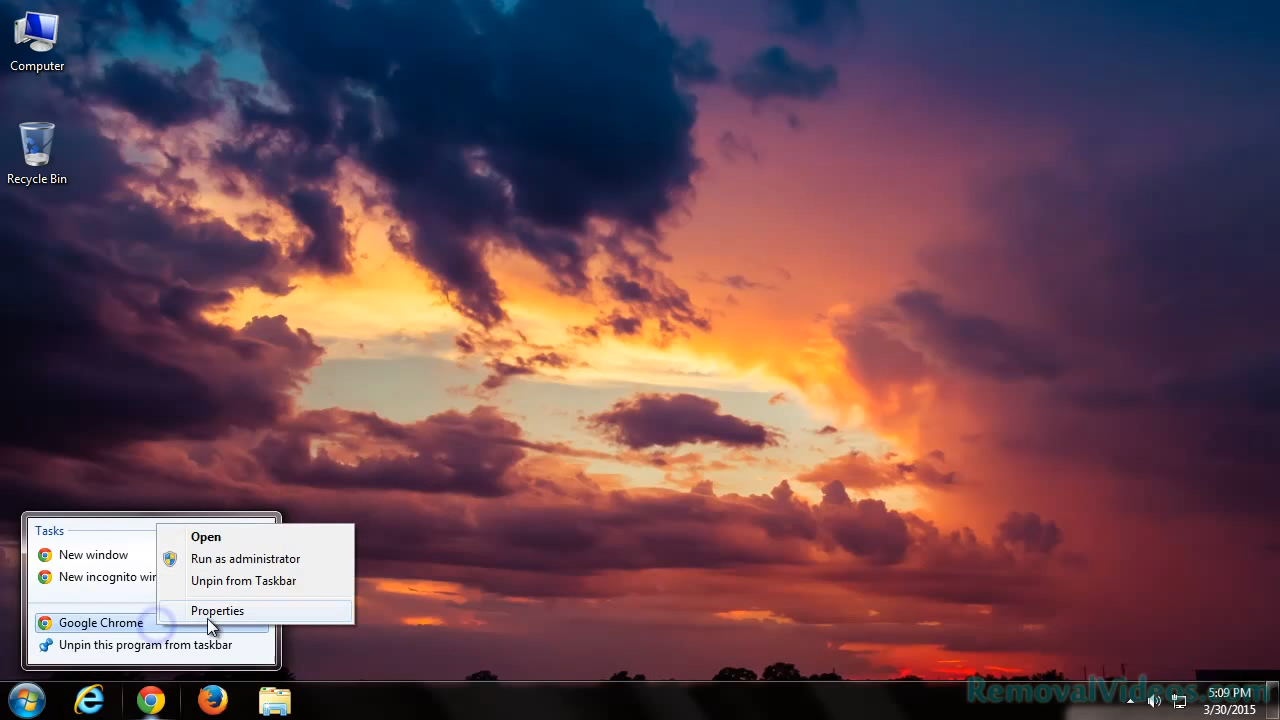 Computer
Recycle Bin
Tasks
New window
New incognito wir
Google Chrome
Unpin this program from taskbar
Open
Run as administrator
Unpin from Taskbar
Properties
RemovalVideos.com
5:09 PM
3/30/2015